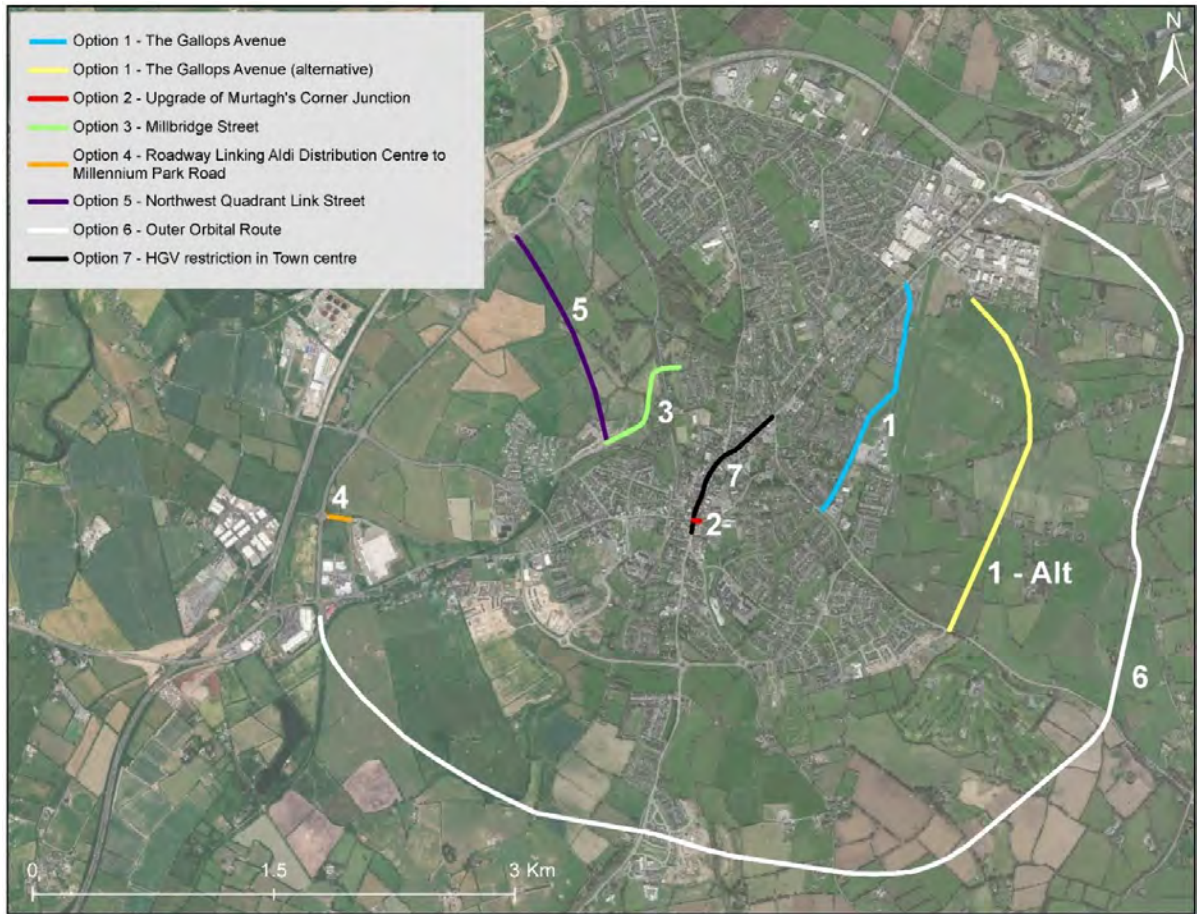 Option 1 - The Gallops Avenue
Option 1 - The Gallops Avenue (alternative)
Option 2 - Upgrade of Murtagh's Corner Junction
Option 3 - Millbridge Street
Option 4 - Roadway Linking Aldi Distribution Centre to
Millennium Park Road
Option 5 - Northwest Quadrant Link Street
Option 6 - Outer Orbital Route
Option 7 - HGV restriction in Town centre
N
5
3
1
7
4
2
1 - Alt
6
0 1.5 3 Km